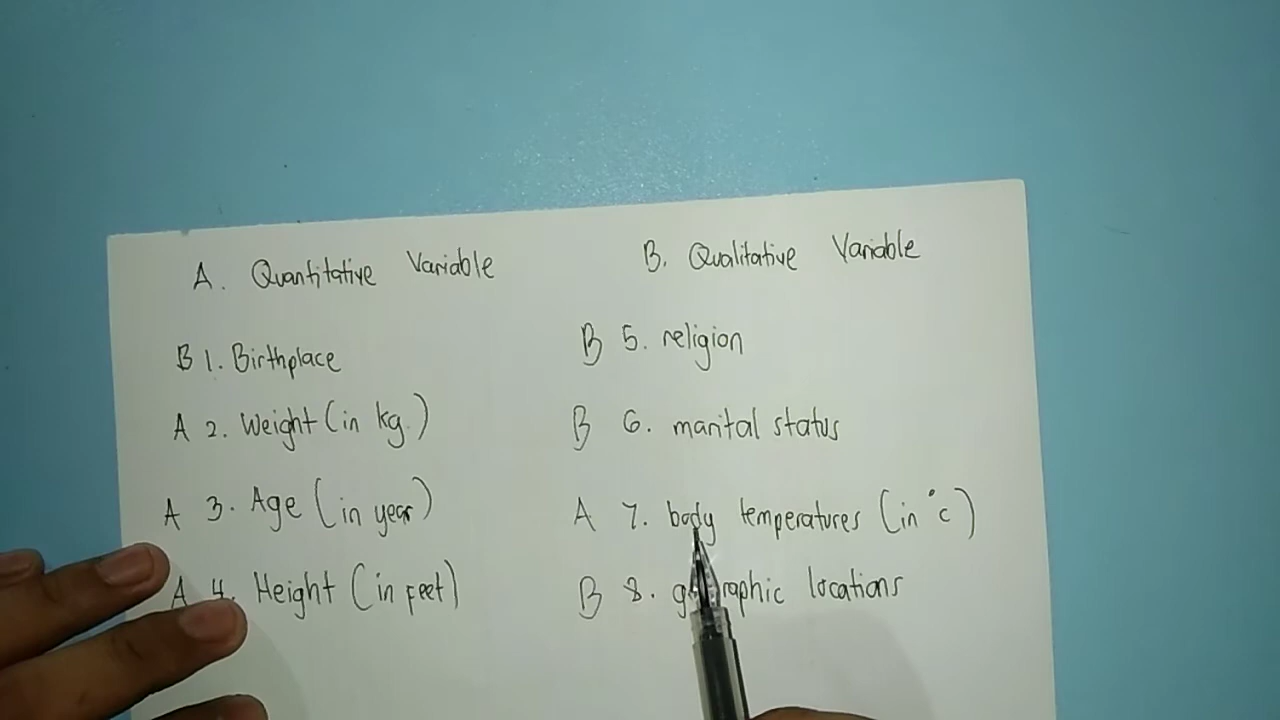 A. Quantitative Variable
B. Qualitative Variable
B 1. Birthplace
A 2. Weight (in kg.)
A 3. Age (in year)
A 4. Height (in feet)
B 5. religion
B 6. marital status
A 7. body temperatures (in °c)
B 8. geographic locations